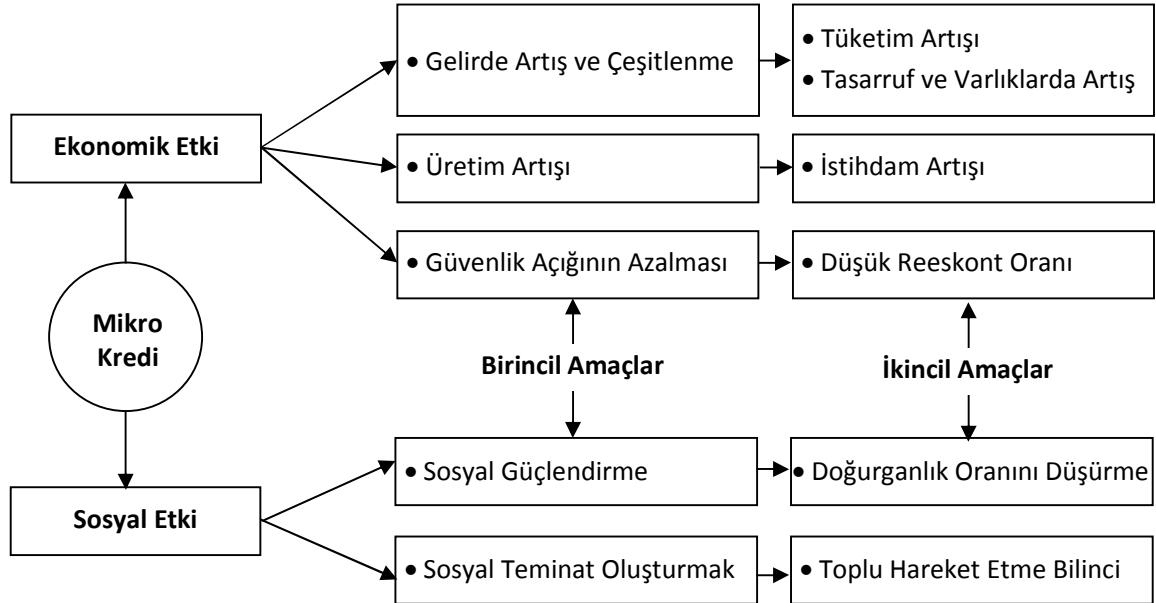 • Gelirde Artış ve Çeşitlenme
• Tüketim Artışı
• Tasarruf ve Varlıklarda Artış
Ekonomik Etki
• Üretim Artışı
• İstihdam Artışı
• Güvenlik Açığının Azalması
• Düşük Reeskont Oranı
Mikro
Kredi
Birincil Amaçlar
İkincil Amaçlar
• Sosyal Güçlendirme
• Doğurganlık Oranını Düşürme
Sosyal Etki
• Sosyal Teminat Oluşturmak
• Toplu Hareket Etme Bilinci